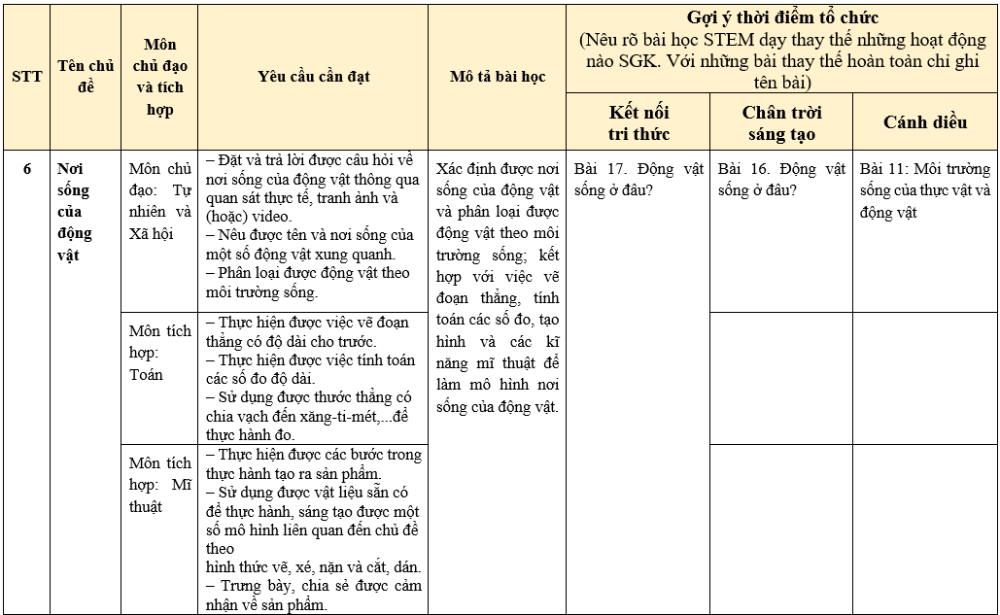 STT
Tên chủ
đề
Môn
chủ đạo
và tích
hợp
Yêu cầu cần đạt
Mô tả bài học
Gợi ý thời điểm tổ chức
(Nêu rõ bài học STEM dạy thay thế những hoạt động
nào SGK. Với những bài thay thế hoàn toàn chỉ ghi
tên bài)
Kết nối
tri thức
Chân trời
sáng tạo
Cánh diều
6
Nơi
sống
của
động
vật
Môn chủ
đạo: Tự
nhiên và
Xã hội
– Đặt và trả lời được câu hỏi về
nơi sống của động vật thông qua
quan sát thực tế, tranh ảnh và
(hoặc) video.
– Nêu được tên và nơi sống của
một số động vật xung quanh.
– Phân loại được động vật theo
môi trường sống.
Xác định được nơi
sống của động vật
và phân loại được
động vật theo môi
trường sống; kết
hợp với việc vẽ
đoạn thẳng, tính
toán các số đo, tạo
hình và các kĩ
năng mĩ thuật để
làm mô hình nơi
sống của động vật.
Bài 17. Động vật
sống ở đâu?
Bài 16. Động vật
sống ở đâu?
Bài 11: Môi trường
sống của thực vật và
động vật
Môn tích
hợp:
Toán
– Thực hiện được việc vẽ đoạn
thẳng có độ dài cho trước.
– Thực hiện được việc tính toán
các số đo độ dài.
– Sử dụng được thước thẳng có
chia vạch đến xăng-ti-mét,...để
thực hành đo.
Môn tích
hợp: Mĩ
thuật
– Thực hiện được các bước trong
thực hành tạo ra sản phẩm.
– Sử dụng được vật liệu sẵn có
để thực hành, sáng tạo được một
số mô hình liên quan đến chủ đề
theo
hình thức vẽ, xé, nặn và cắt, dán.
– Trưng bày, chia sẻ được cảm
nhận về sản phẩm.